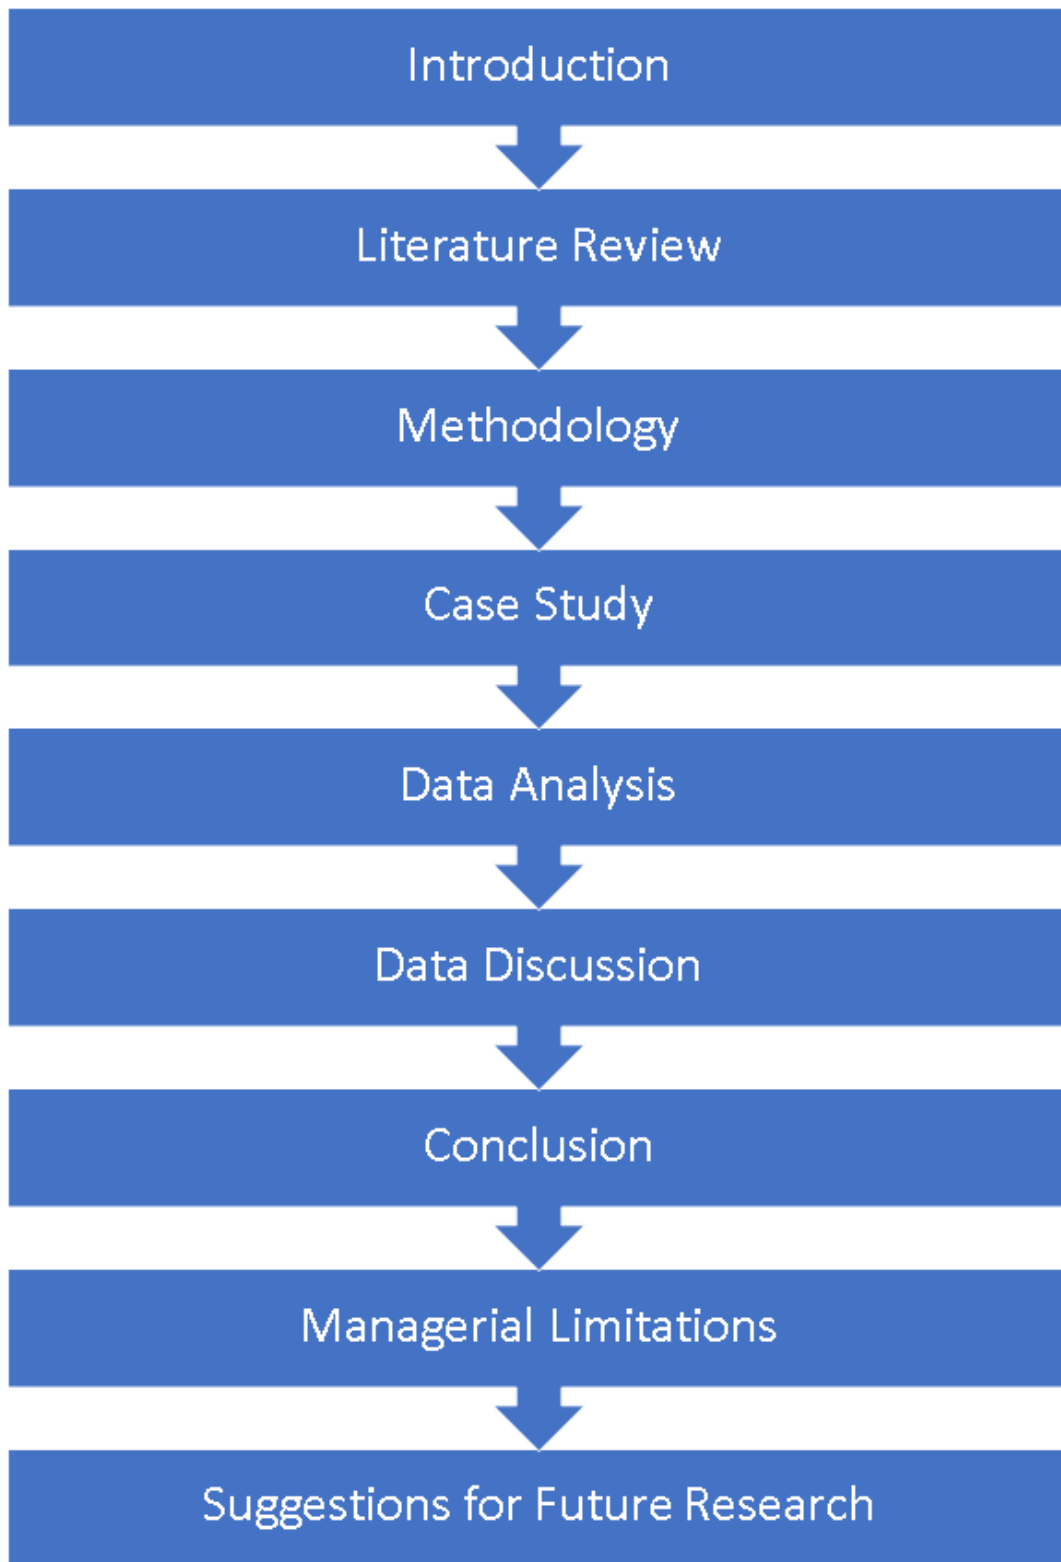 Introduction
Literature Review
Methodology
Case Study
Data Analysis
Data Discussion
Conclusion
Managerial Limitations
Suggestions for Future Research